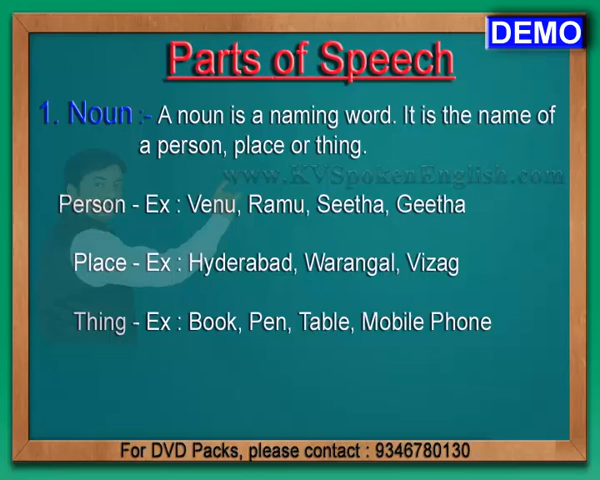 DEMO
Parts of Speech
1. Noun :- A noun is a naming word. It is the name of
a person, place or thing.
www.KVSpokenEnglish.com
Person - Ex : Venu, Ramu, Seetha, Geetha
Place - Ex : Hyderabad, Warangal, Vizag
Thing - Ex : Book, Pen, Table, Mobile Phone
For DVD Packs, please contact : 9346780130